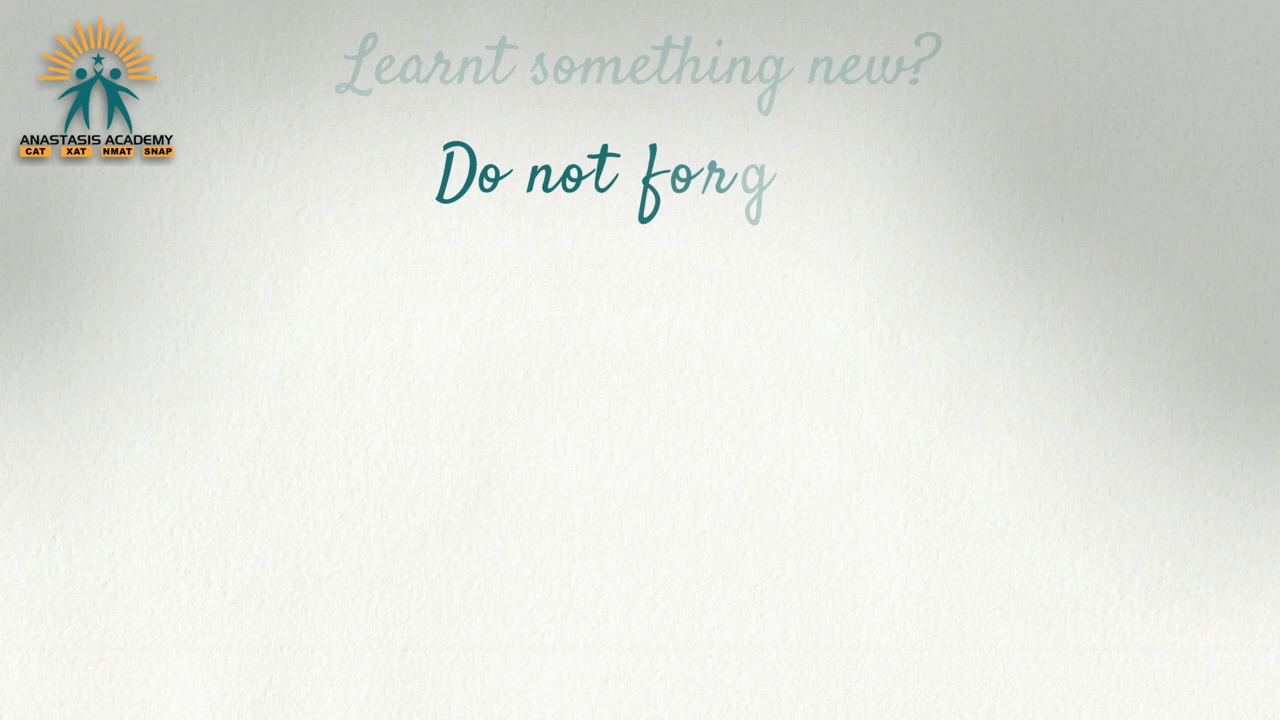 Learnt something new?
Do not forg
ANASTASIS ACADEMY
CAT XAT NMAT SNAP